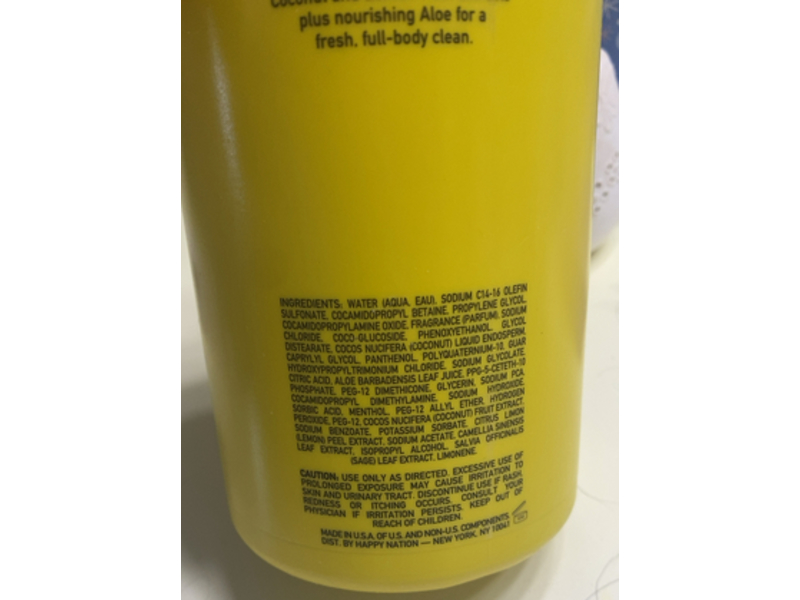 plus nourishing Aloe for a
fresh, full-body clean.
INGREDIENTS: WATER (AQUA, EAU), SODIUM C14-16 OLEFIN
SULFONATE, COCAMIDOPROPYL BETAINE, PROPYLENE GLYCOL,
COCAMIDOPROPYLAMINE OXIDE, FRAGRANCE (PARFUM), SODIUM
CHLORIDE, COCO-GLUCOSIDE, PHENOXYETHANOL, GLYCOL
DISTEARATE, COCOS NUCIFERA (COCONUT) LIQUID ENDOSPERM,
CAPRYLYL GLYCOL, PANTHENOL, POLYQUATERNIUM-10, GUAR
HYDROXYPROPYLTRIMONIUM CHLORIDE, SODIUM GLYCOLATE,
CITRIC ACID, ALOE BARBADENSIS LEAF JUICE, PPG-5-CETETH-10
PHOSPHATE, PEG-12 DIMETHICONE, GLYCERIN, SODIUM PCA,
COCAMIDOPROPYL DIMETHYLAMINE, SODIUM HYDROXIDE,
SORBIC ACID, MENTHOL, PEG-12 ALLYL ETHER, HYDROGEN
PEROXIDE, PEG-12, COCOS NUCIFERA (COCONUT) FRUIT EXTRACT,
SODIUM BENZOATE, POTASSIUM SORBATE, CITRUS LIMON
(LEMON) PEEL EXTRACT, SODIUM ACETATE, CAMELLIA SINENSIS
LEAF EXTRACT, ISOPROPYL ALCOHOL, SALVIA OFFICINALIS
(SAGE) LEAF EXTRACT, LIMONENE.
CAUTION: USE ONLY AS DIRECTED. EXCESSIVE USE OF
PROLONGED EXPOSURE MAY CAUSE IRRITATION TO
SKIN AND URINARY TRACT. DISCONTINUE USE IF RASH,
REDNESS OR ITCHING OCCURS. CONSULT YOUR
PHYSICIAN IF IRRITATION PERSISTS. KEEP OUT OF
REACH OF CHILDREN.
MADE IN U.S.A. OF U.S. AND NON-U.S. COMPONENTS.
DIST. BY HAPPY NATION — NEW YORK, NY 10041